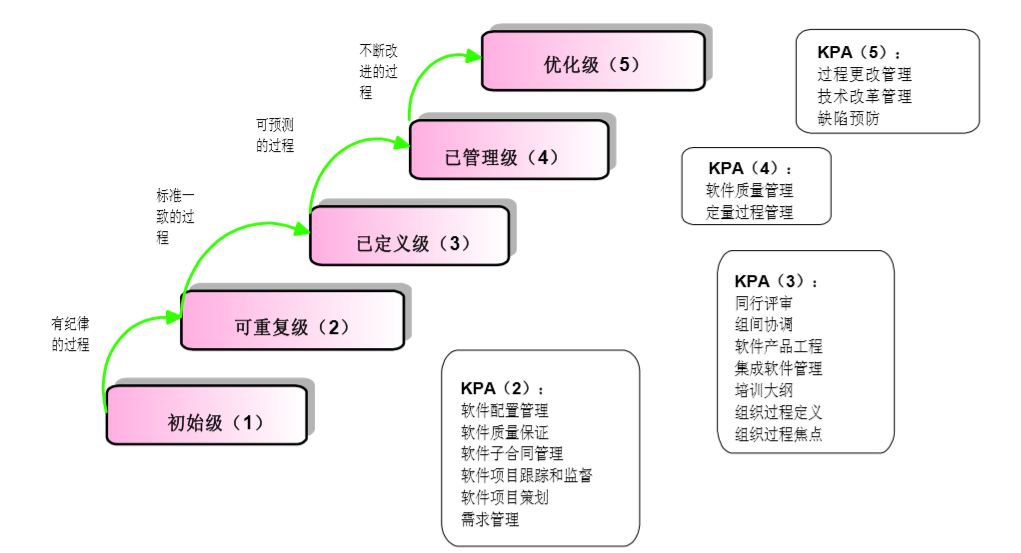 不断改
进的过
程
优化级（5）
KPA（5）：
过程更改管理
技术改革管理
缺陷预防
可预测
的过程
已管理级（4）
KPA（4）：
软件质量管理
定量过程管理
标准一
致的过
程
已定义级（3）
KPA（3）：
同行评审
组间协调
软件产品工程
集成软件管理
培训大纲
组织过程定义
组织过程焦点
有纪律
的过程
可重复级（2）
KPA（2）：
软件配置管理
软件质量保证
软件子合同管理
软件项目跟踪和监督
软件项目策划
需求管理
初始级（1）